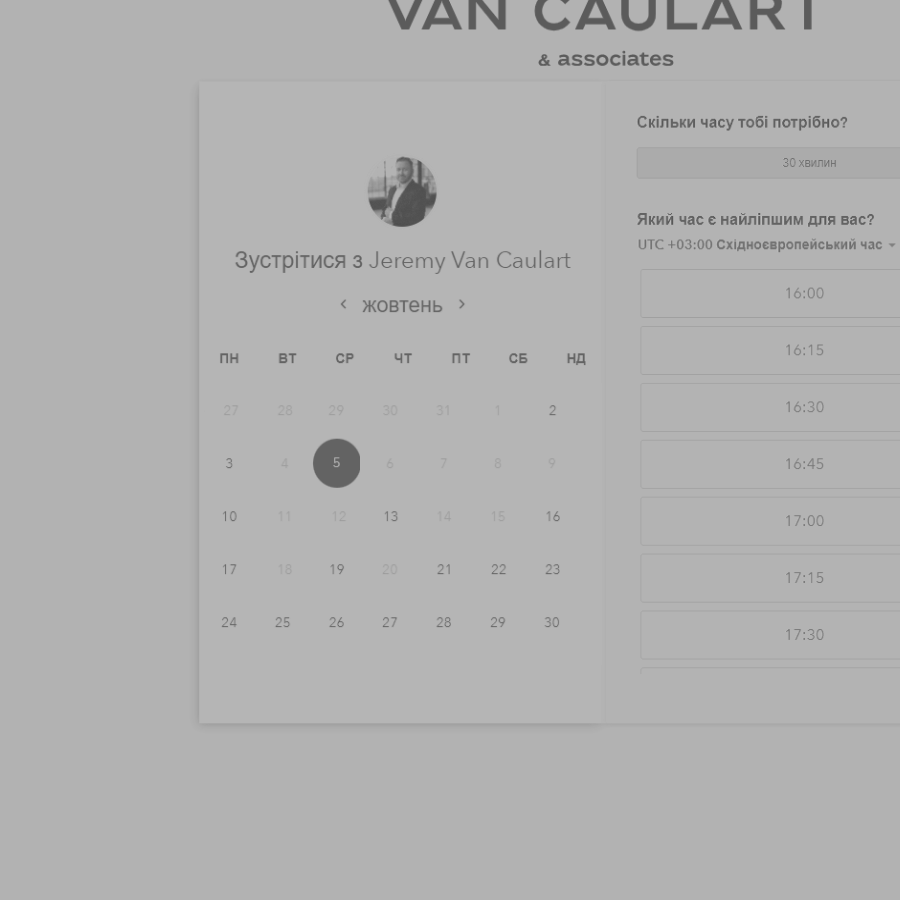 VAN CAULART
& associates
Зустрітися з Jeremy Van Caulart
жовтень
ПН ВТ СР ЧТ ПТ СБ НД
27 28 29 30 31 1 2
3 4 5 6 7 8 9
10 11 12 13 14 15 16
17 18 19 20 21 22 23
24 25 26 27 28 29 30
Скільки часу тобі потрібно?
30 хвилин
Який час є найліпшим для вас?
UTC +03:00 Східноєвропейський час
16:00
16:15
16:30
16:45
17:00
17:15
17:30